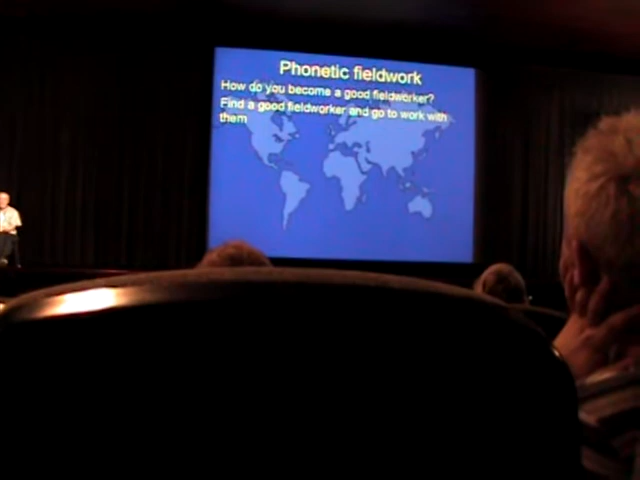 Phonetic fieldwork
How do you become a good fieldworker?
Find a good fieldworker and go to work with
them